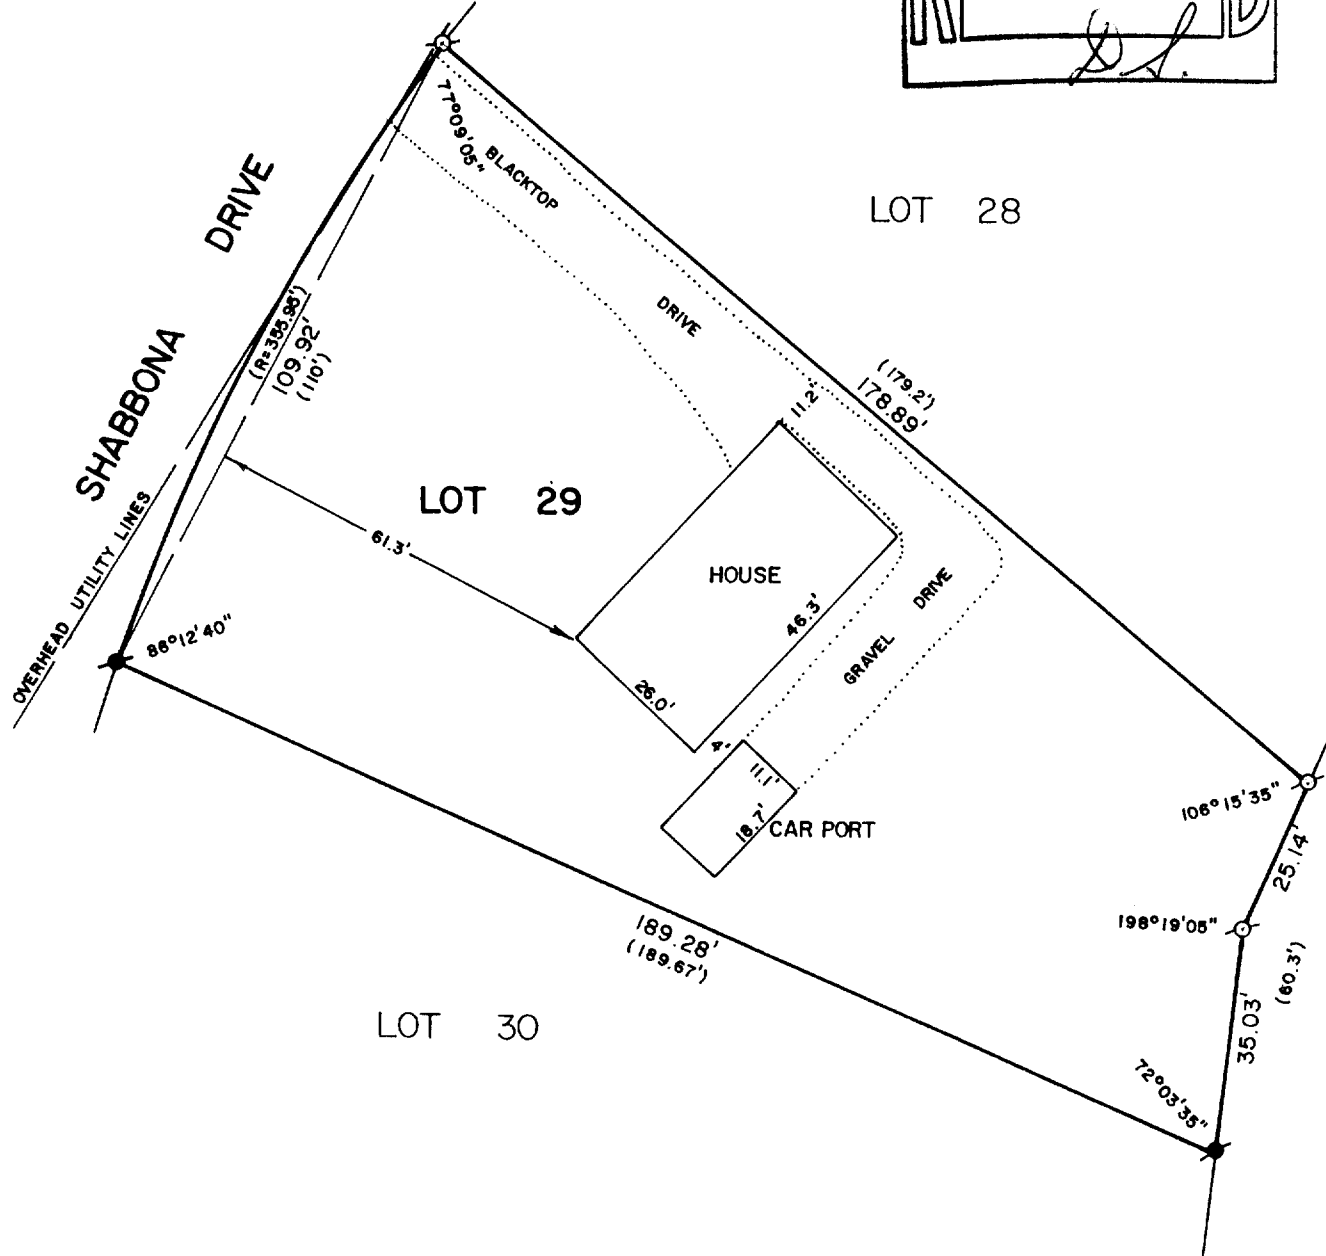 LOT 28
SHABBONA DRIVE
77°09'05"
BLACKTOP
DRIVE
(R=355.95')
109.92'
(110')
(179.2')
178.89'
11.2'
LOT 29
61.3'
HOUSE
46.3'
26.0'
GRAVEL DRIVE
OVERHEAD UTILITY LINES
86°12'40"
4'
11.1'
18.7'
CAR PORT
106°15'35"
25.14'
198°19'05"
(60.3')
35.03'
189.28'
(189.67')
LOT 30
72°03'35"